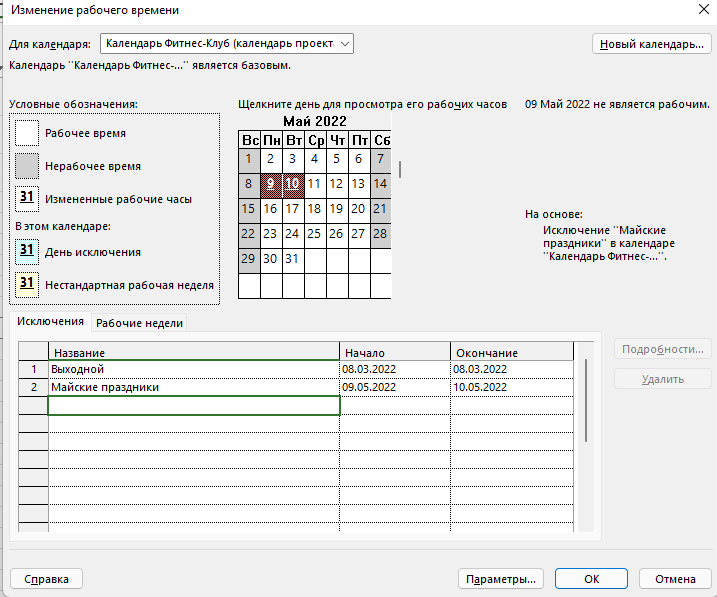 Изменение рабочего времени
Для календаря: Календарь Фитнес-Клуб (календарь проект
Новый календарь...
Календарь "Календарь Фитнес-..." является базовым.
Условные обозначения:
Рабочее время
Нерабочее время
31 Измененные рабочие часы
В этом календаре:
31 День исключения
31 Нестандартная рабочая неделя
Щелкните день для просмотра его рабочих часов
Май 2022
Вс Пн Вт Ср Чт Пт Сб
1 2 3 4 5 6 7
8 9 10 11 12 13 14
15 16 17 18 19 20 21
22 23 24 25 26 27 28
29 30 31
09 Май 2022 не является рабочим.
На основе:
Исключение "Майские
праздники" в календаре
"Календарь Фитнес-...".
Исключения Рабочие недели
Название Начало Окончание
1 Выходной 08.03.2022 08.03.2022
2 Майские праздники 09.05.2022 10.05.2022
Подробности...
Удалить
Справка Параметры... ОК Отмена